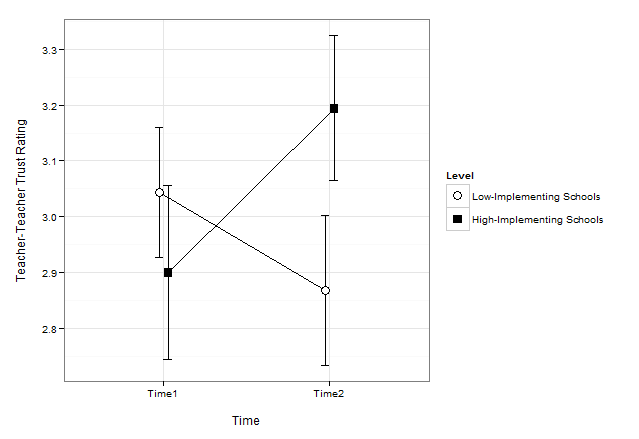 3.3
3.2
3.1
3.0
2.9
2.8
Teacher-Teacher Trust Rating
Time1
Time2
Time
Level
Low-Implementing Schools
High-Implementing Schools